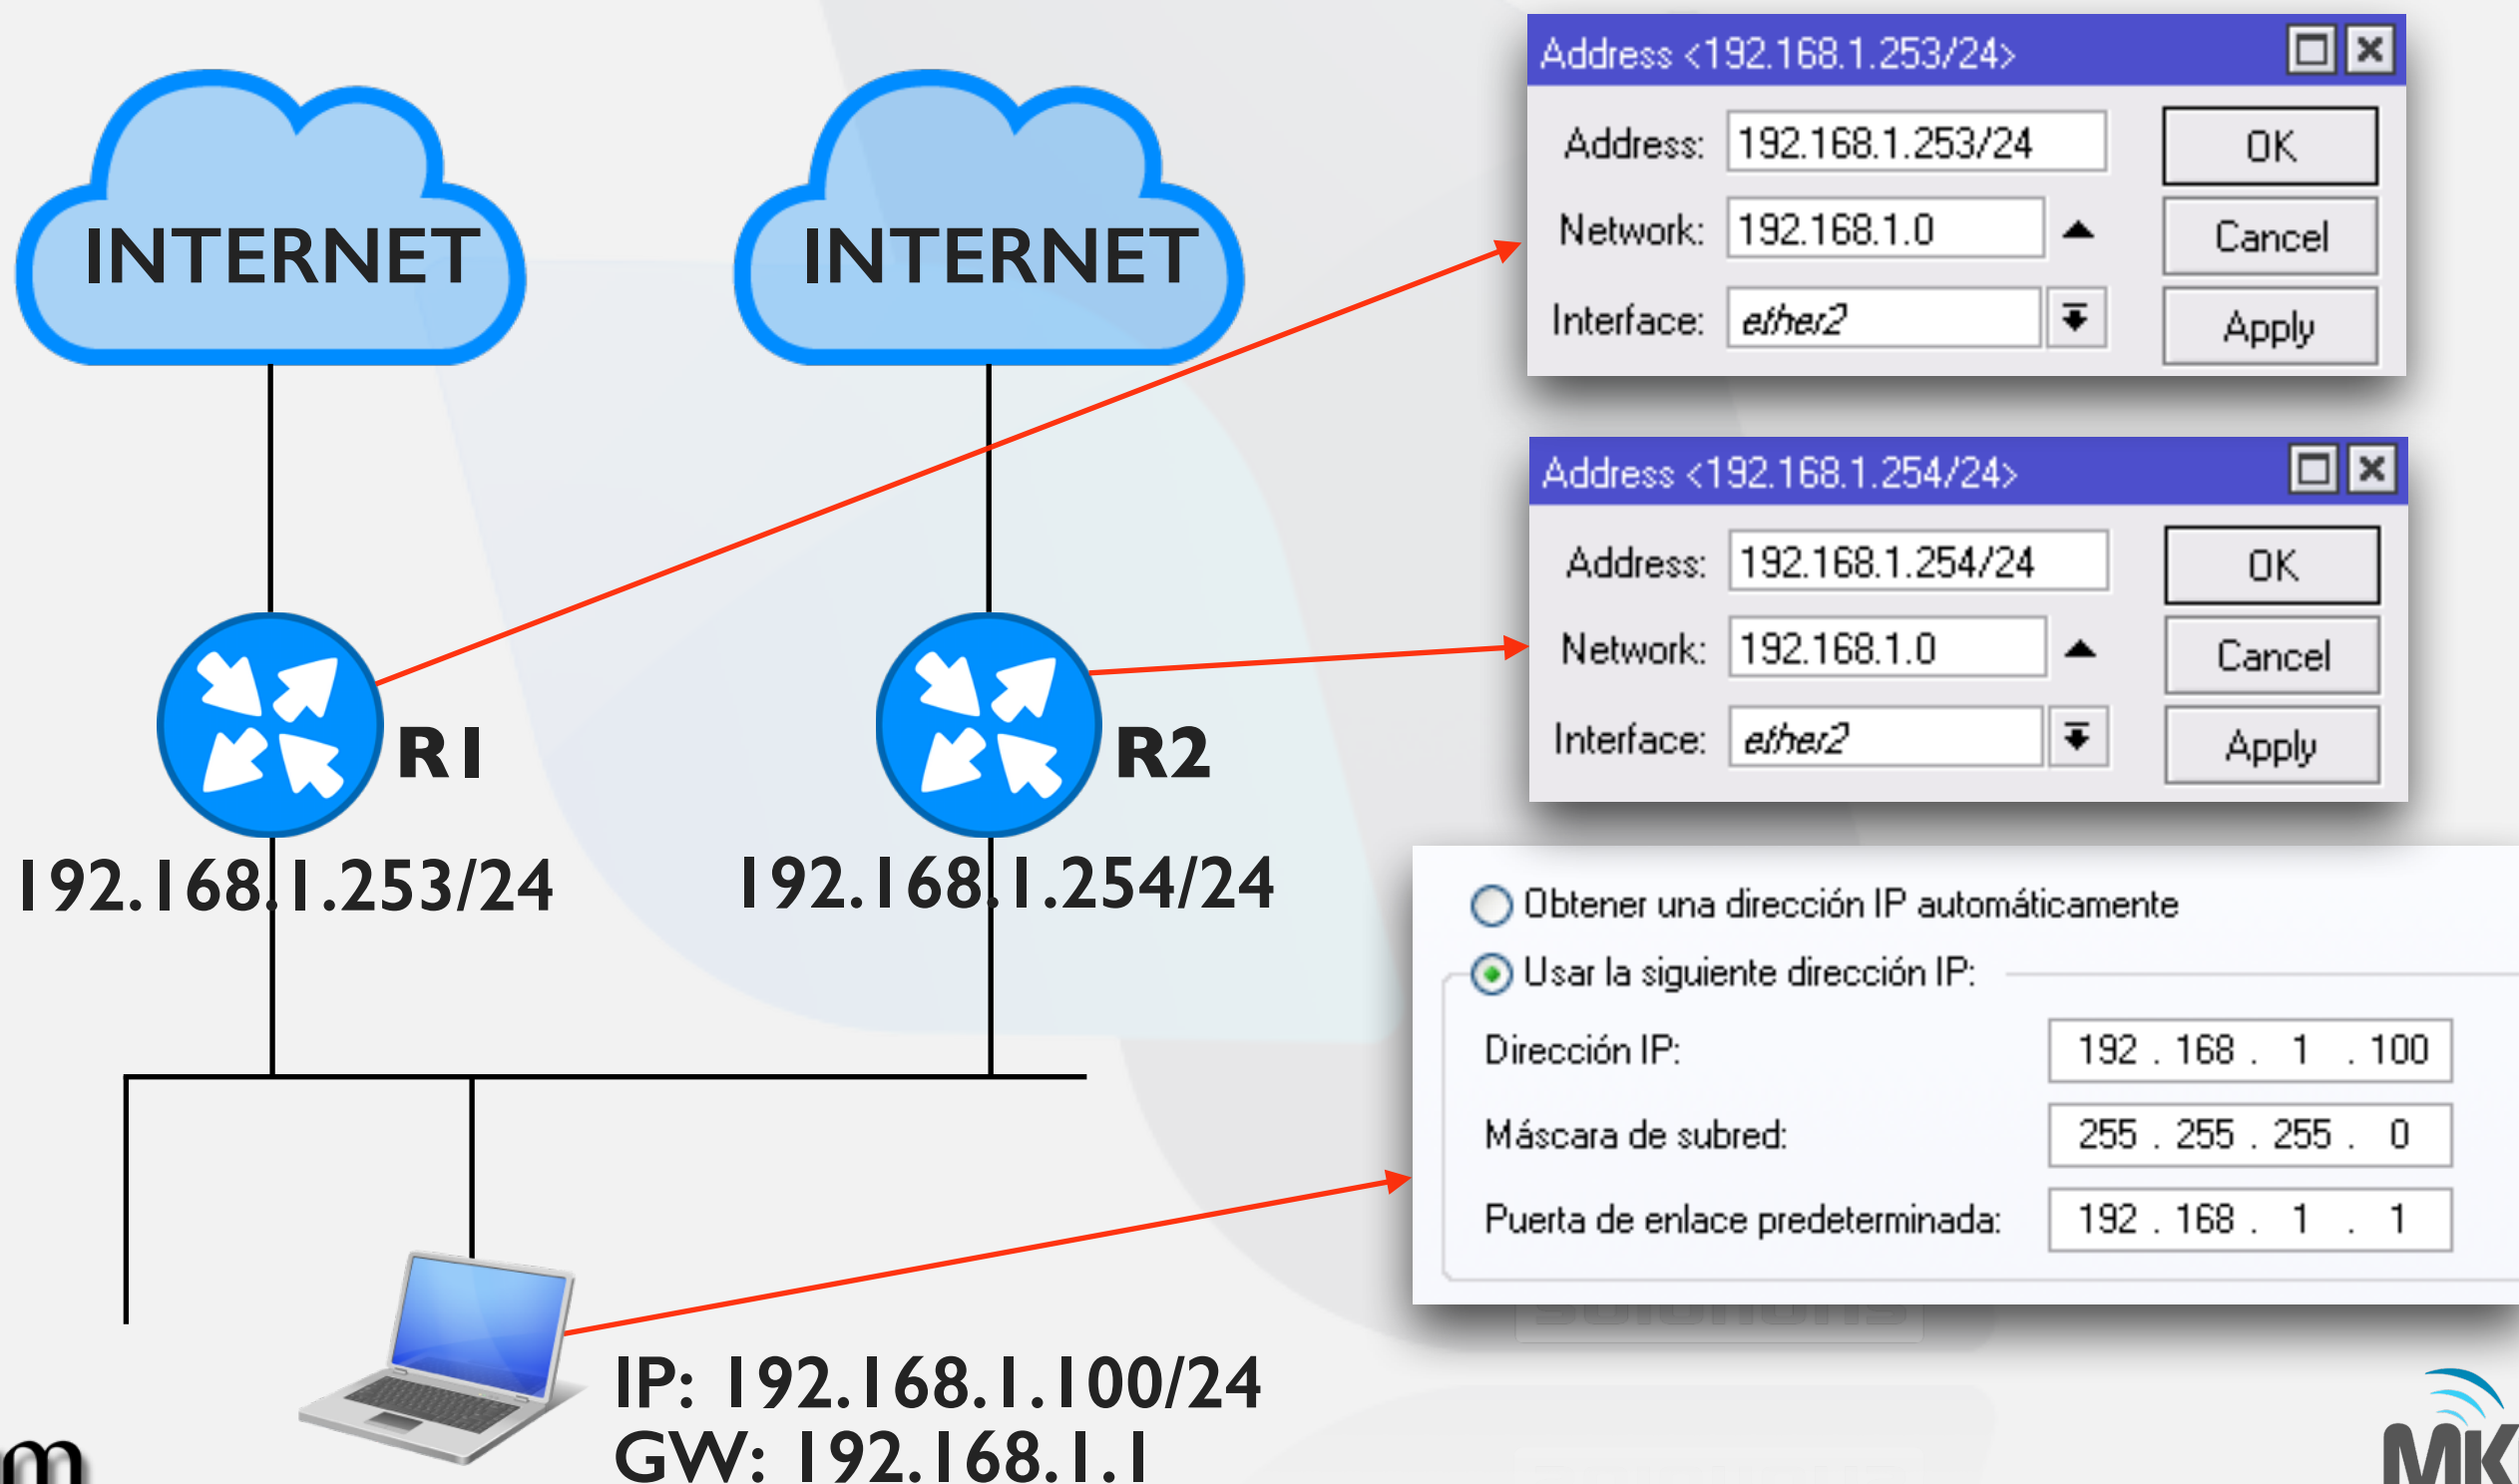 INTERNET
INTERNET
R1
R2
192.168.1.253/24
192.168.1.254/24
IP: 192.168.1.100/24
GW: 192.168.1.1
Address <192.168.1.253/24>
Address: 192.168.1.253/24
OK
Network: 192.168.1.0
Cancel
Interface: ether2
Apply
Address <192.168.1.254/24>
Address: 192.168.1.254/24
OK
Network: 192.168.1.0
Cancel
Interface: ether2
Apply
Obtener una dirección IP automáticamente
Usar la siguiente dirección IP:
Dirección IP: 192 . 168 . 1 . 100
Máscara de subred: 255 . 255 . 255 . 0
Puerta de enlace predeterminada: 192 . 168 . 1 . 1
solutions
m
MK